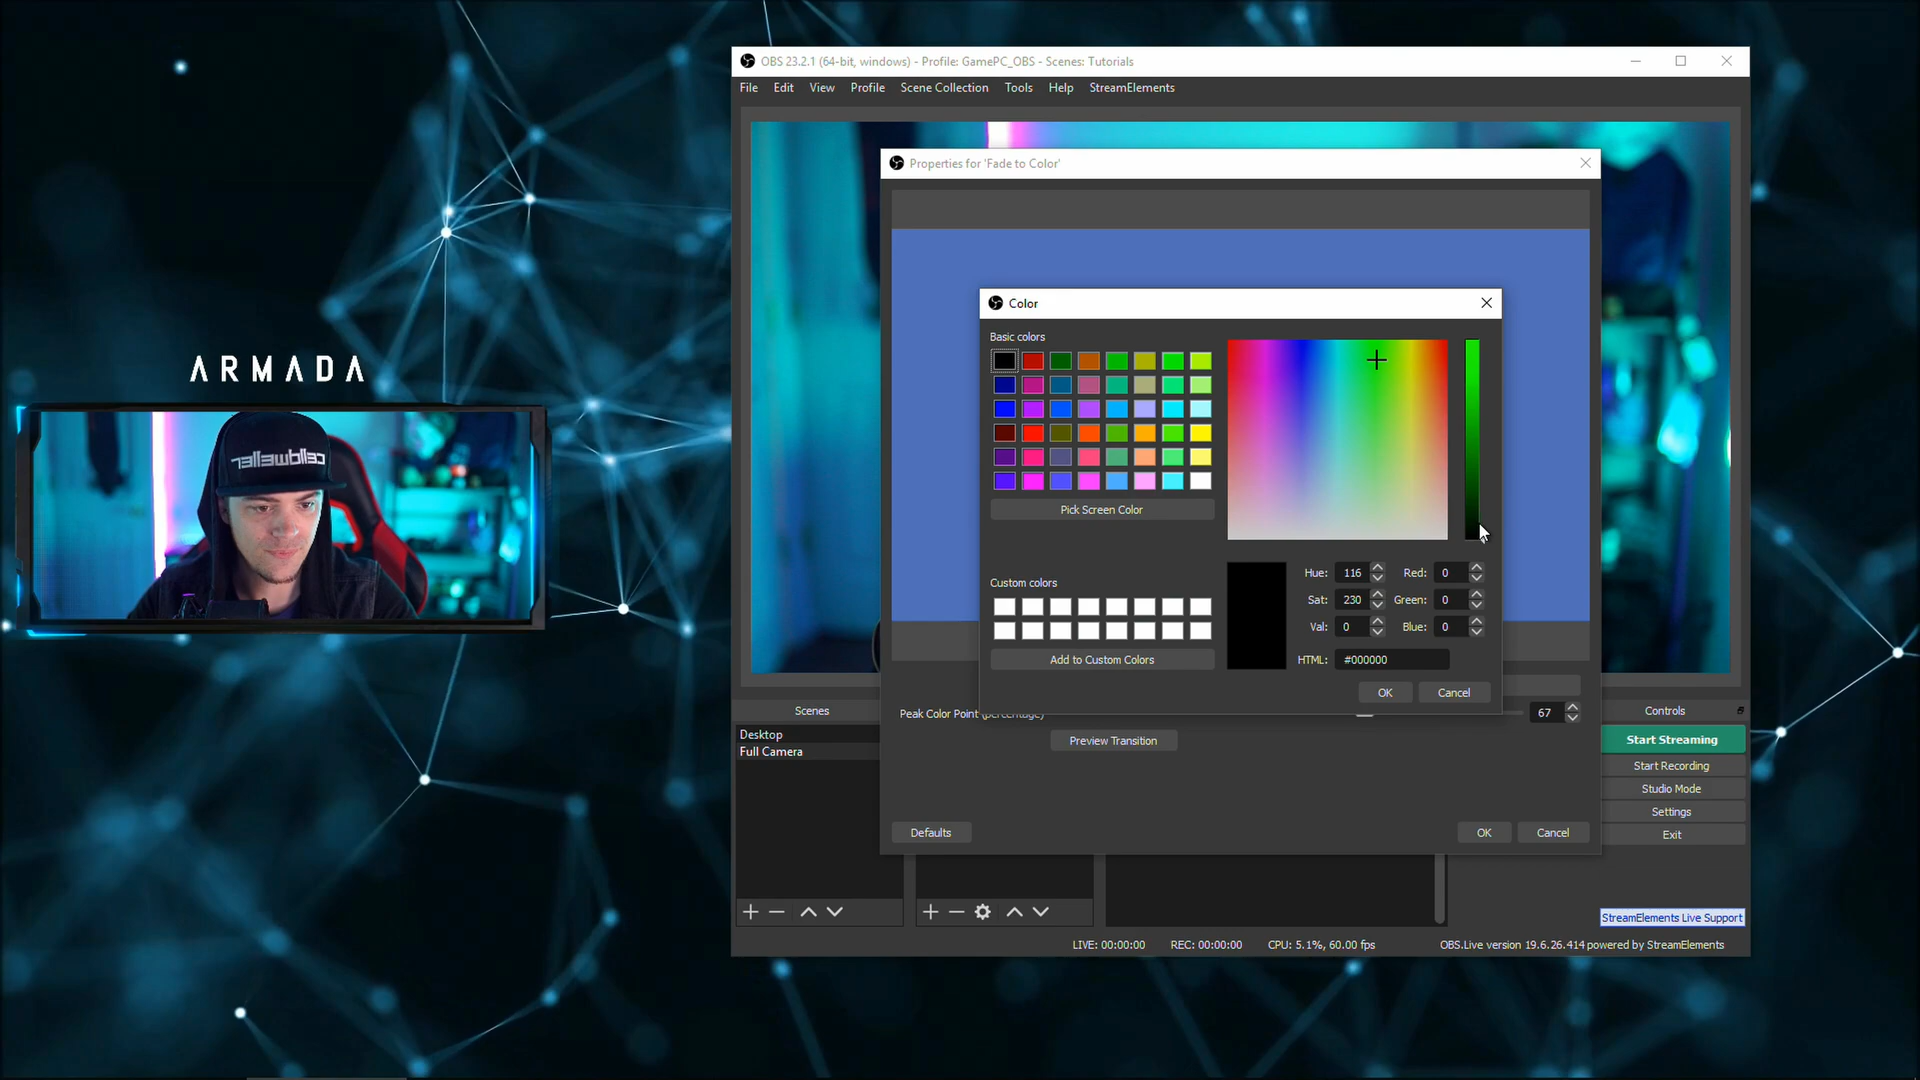 OBS 23.2.1 (64-bit, windows) - Profile: GamePC_OBS - Scenes: Tutorials
File Edit View Profile Scene Collection Tools Help StreamElements
Properties for 'Fade to Color'
Color
Basic colors
Pick Screen Color
Custom colors
Add to Custom Colors
Hue: 116 Red: 0
Sat: 230 Green: 0
Val: 0 Blue: 0
HTML: #000000
OK Cancel
Peak Color Point (percentage) 67
Preview Transition
Defaults OK Cancel
Scenes
Desktop
Full Camera
Controls
Start Streaming
Start Recording
Studio Mode
Settings
Exit
StreamElements Live Support
LIVE: 00:00:00 REC: 00:00:00 CPU: 5.1%, 60.00 fps OBS.Live version 19.6.26.414 powered by StreamElements
ARMADA
celldweller